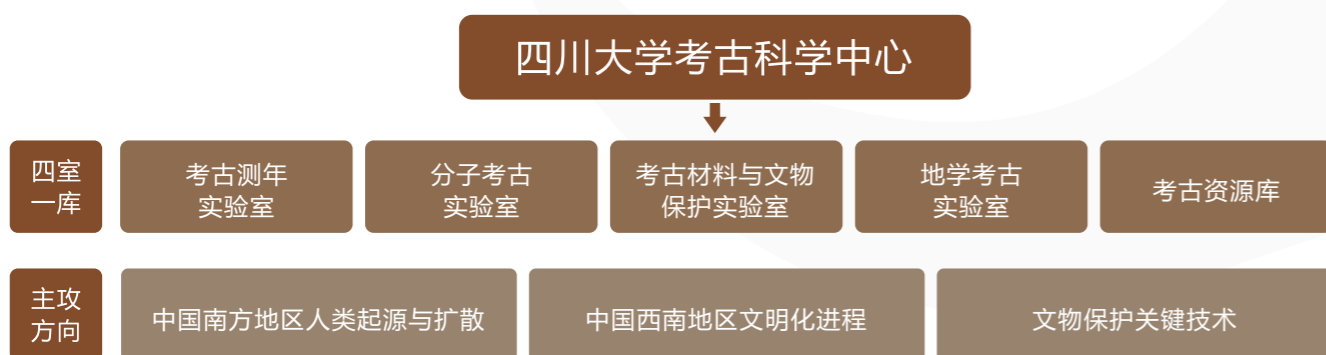 四川大学考古科学中心
四室
一库
考古测年
实验室
分子考古
实验室
考古材料与文物
保护实验室
地学考古
实验室
考古资源库
主攻
方向
中国南方地区人类起源与扩散
中国西南地区文明化进程
文物保护关键技术